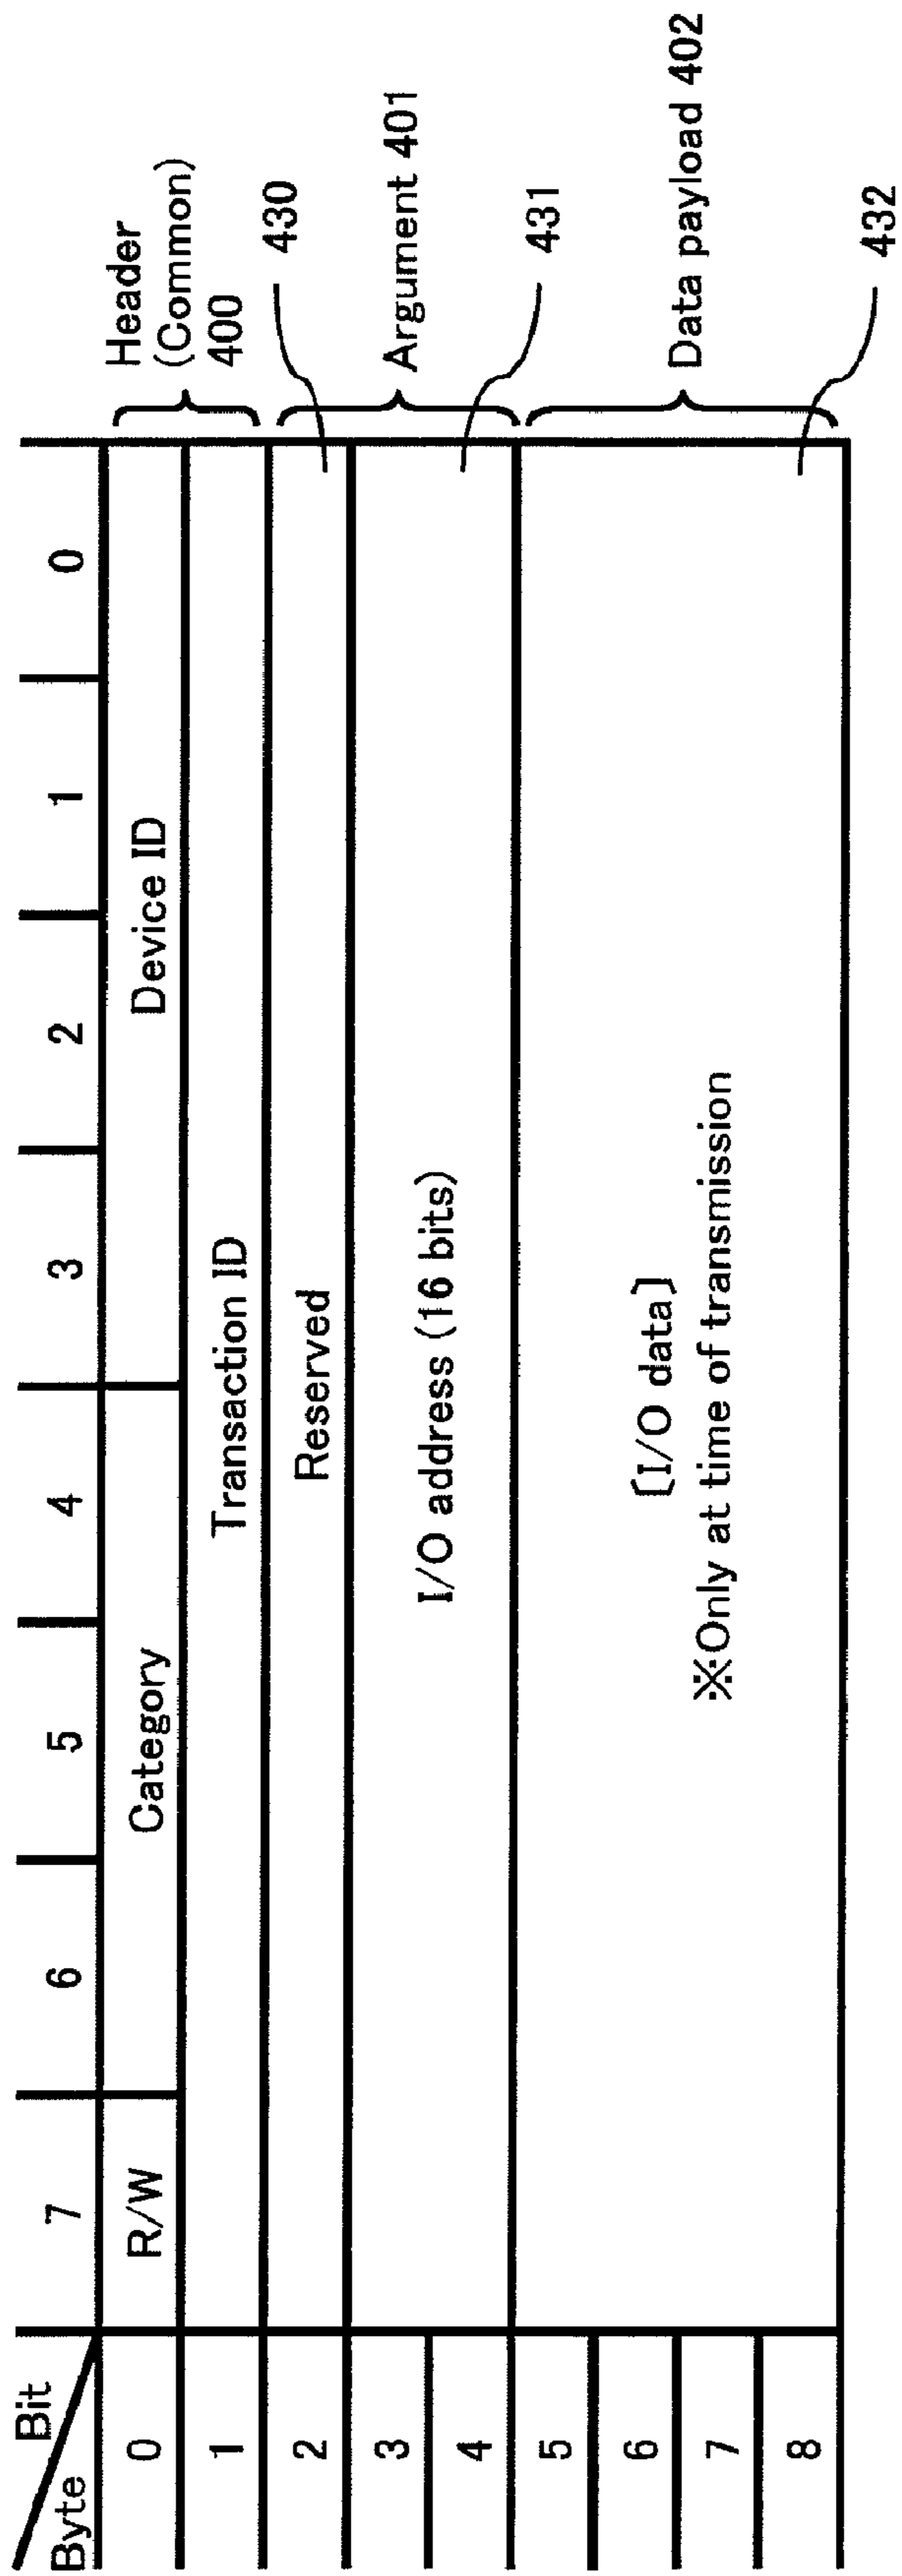 Bit
Byte
7 6 5 4 3 2 1 0
0 R/W Category Device ID
1 Transaction ID
2 Reserved
3
4
I/O address (16 bits)
5
6
7
8
[I/O data]
※Only at time of transmission
Header
(Common)
400
430
Argument 401
431
Data payload 402
432